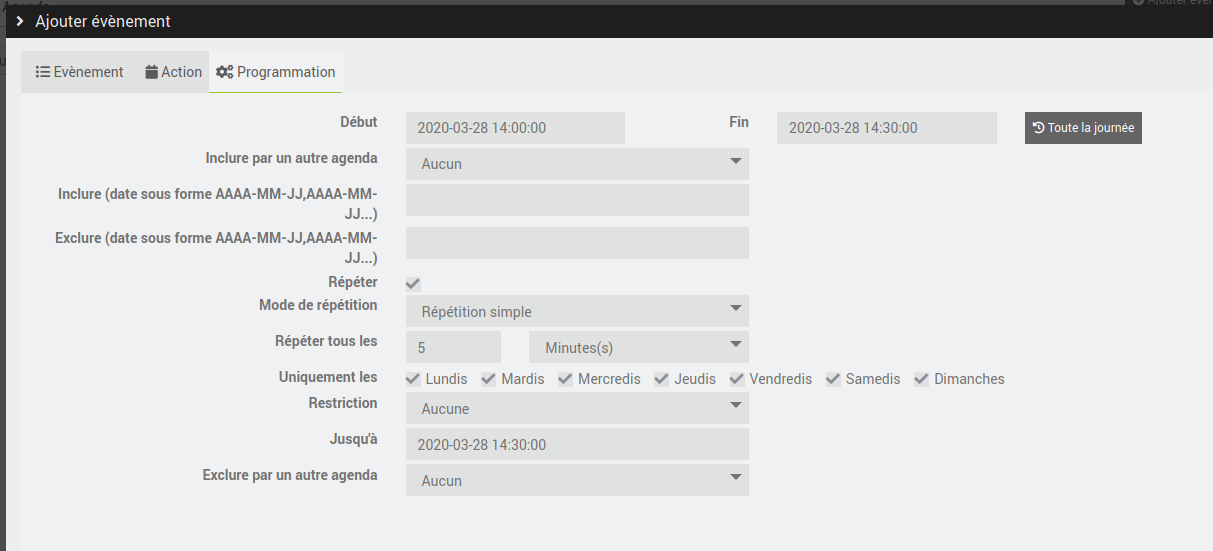 Ajouter évènement
Evènement Action Programmation
Début 2020-03-28 14:00:00 Fin 2020-03-28 14:30:00 Toute la journée
Inclure par un autre agenda Aucun
Inclure (date sous forme AAAA-MM-JJ,AAAA-MM-
JJ...)
Exclure (date sous forme AAAA-MM-JJ,AAAA-MM-
JJ...)
Répéter
Mode de répétition Répétition simple
Répéter tous les 5 Minutes(s)
Uniquement les Lundis Mardis Mercredis Jeudis Vendredis Samedis Dimanches
Restriction Aucune
Jusqu'à 2020-03-28 14:30:00
Exclure par un autre agenda Aucun